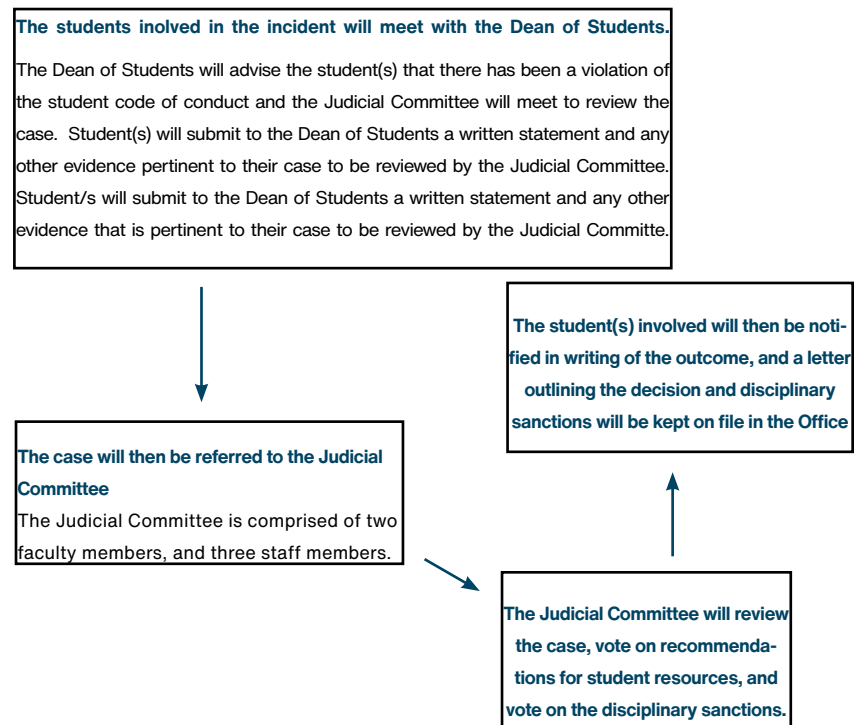 The students inolved in the incident will meet with the Dean of Students.
The Dean of Students will advise the student(s) that there has been a violation of
the student code of conduct and the Judicial Committee will meet to review the
case. Student(s) will submit to the Dean of Students a written statement and any
other evidence pertinent to their case to be reviewed by the Judicial Committee.
Student/s will submit to the Dean of Students a written statement and any other
evidence that is pertinent to their case to be reviewed by the Judicial Committe.
The case will then be referred to the Judicial
Committee
The Judicial Committee is comprised of two
faculty members, and three staff members.
The Judicial Committee will review
the case, vote on recommenda-
tions for student resources, and
vote on the disciplinary sanctions.
The student(s) involved will then be noti-
fied in writing of the outcome, and a letter
outlining the decision and disciplinary
sanctions will be kept on file in the Office